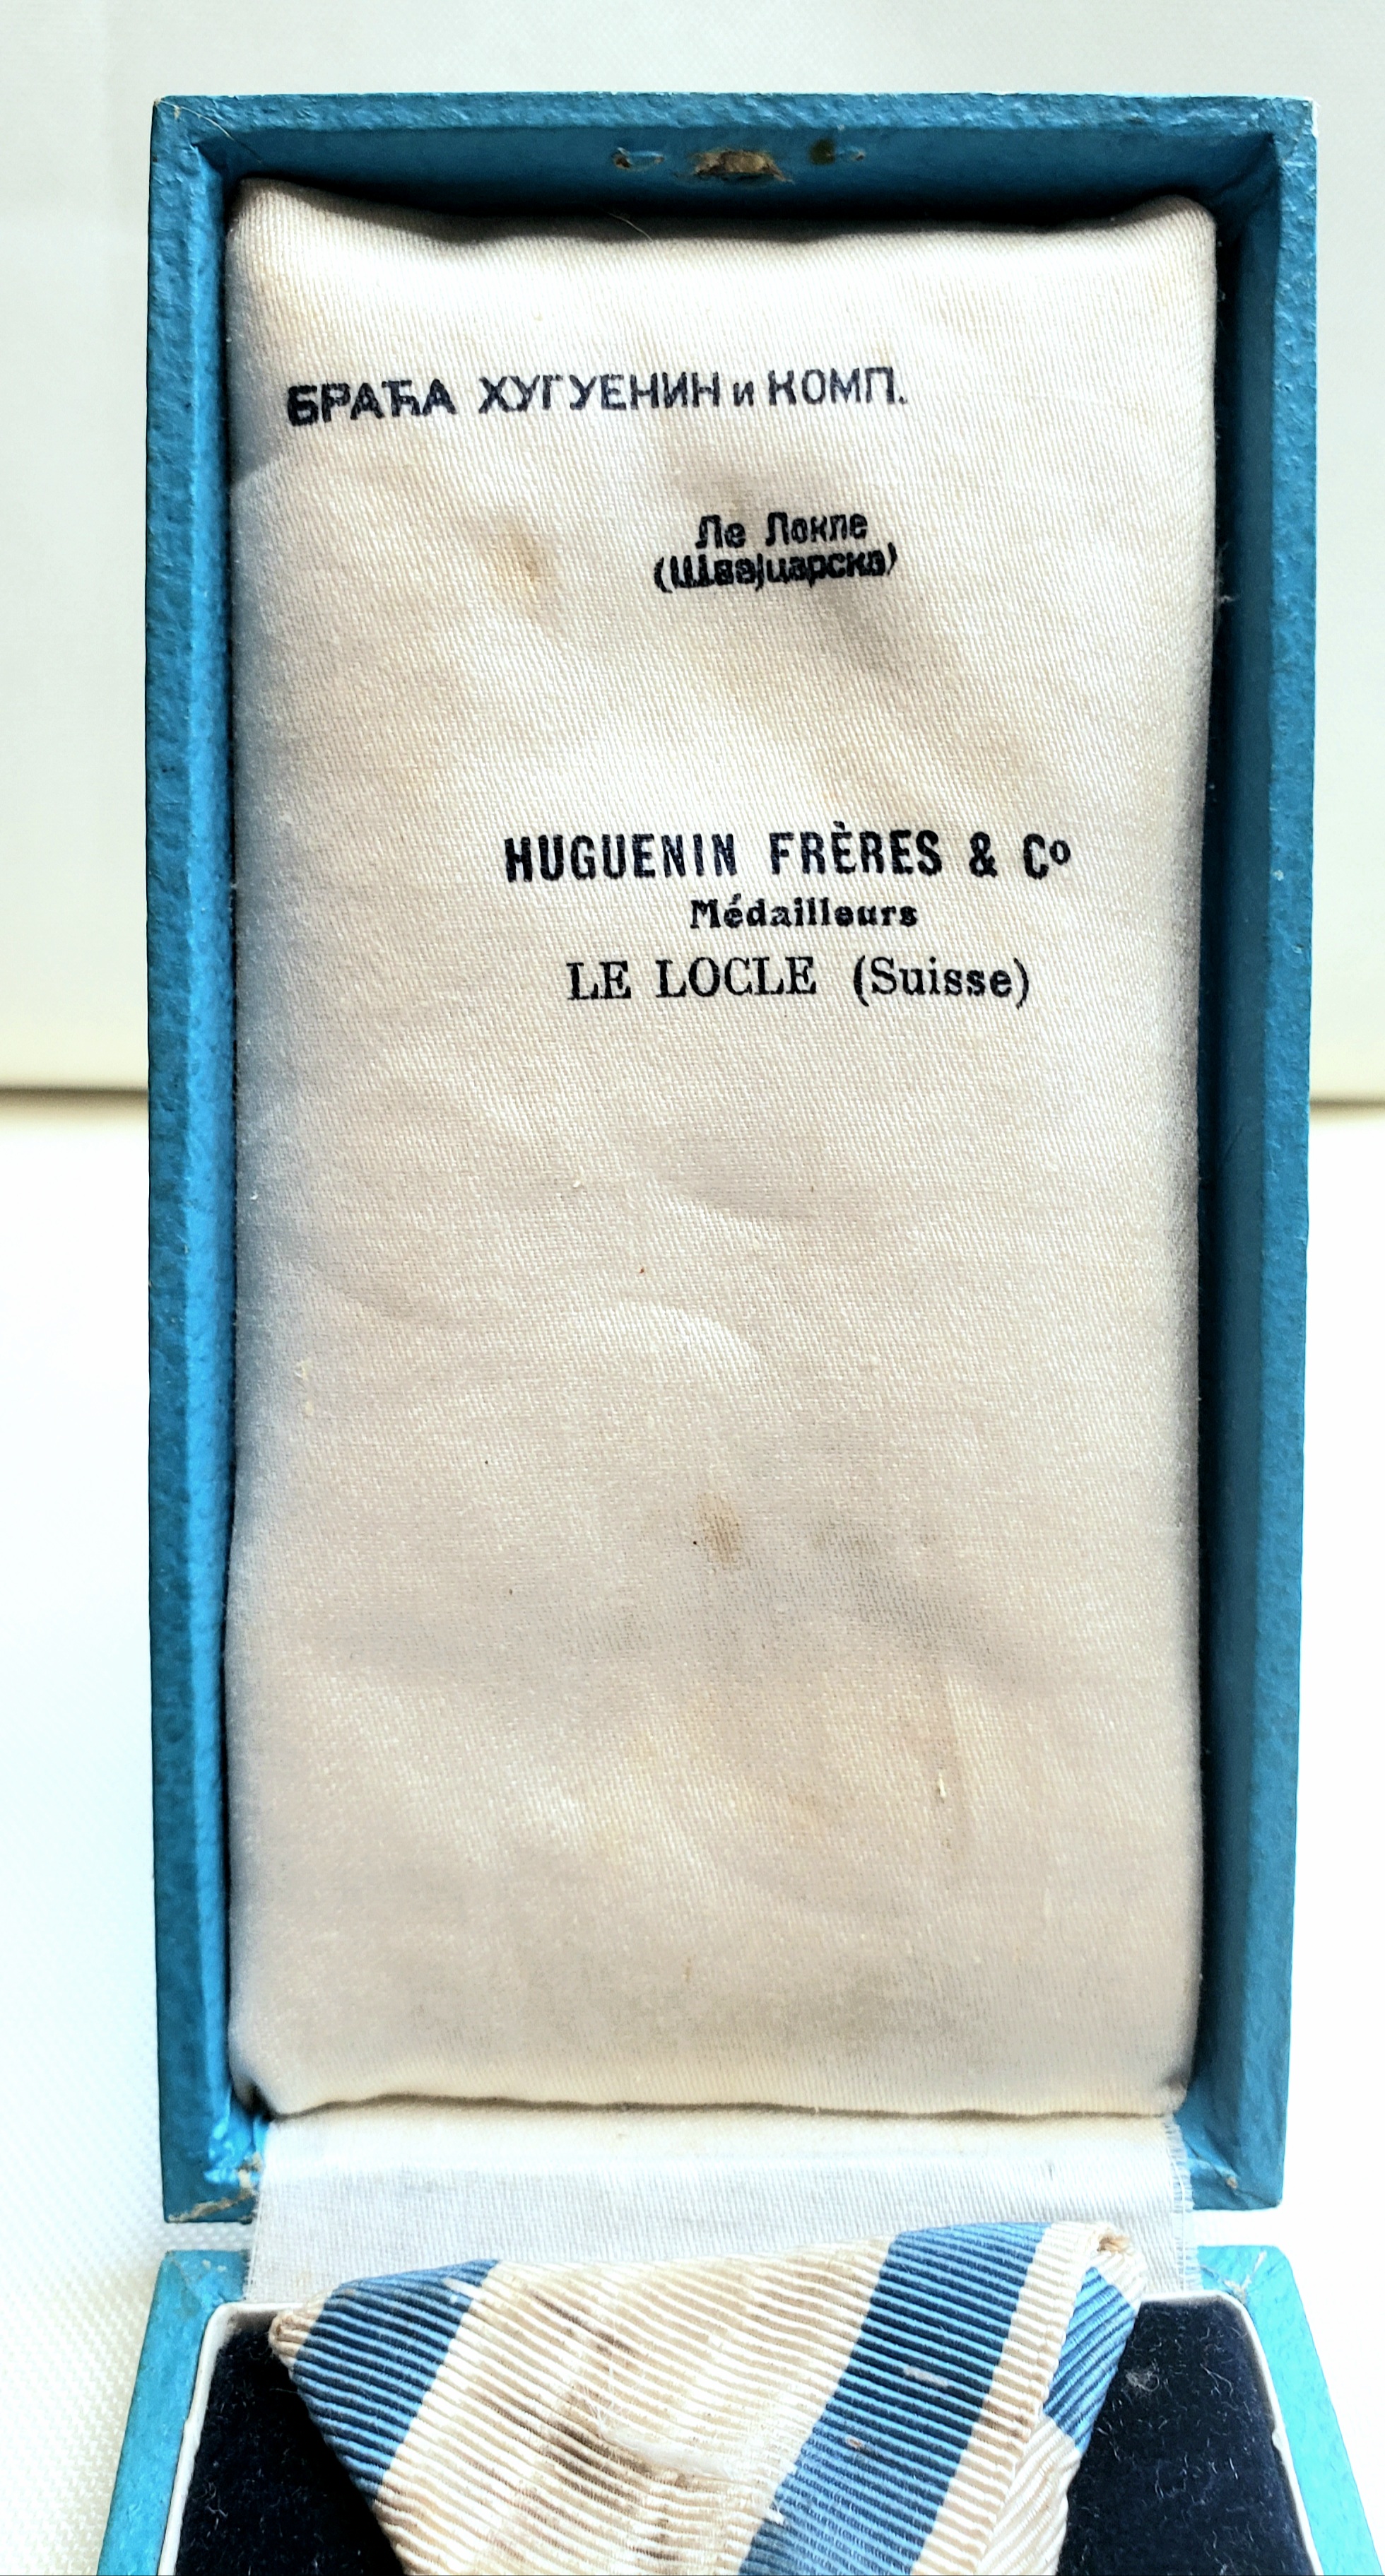 БРАЋА ХУГУЕНИН и КОМП.
Ле Локле
(Швајцарска)
HUGUENIN FRÈRES & Cº
Médailleurs
LE LOCLE (Suisse)